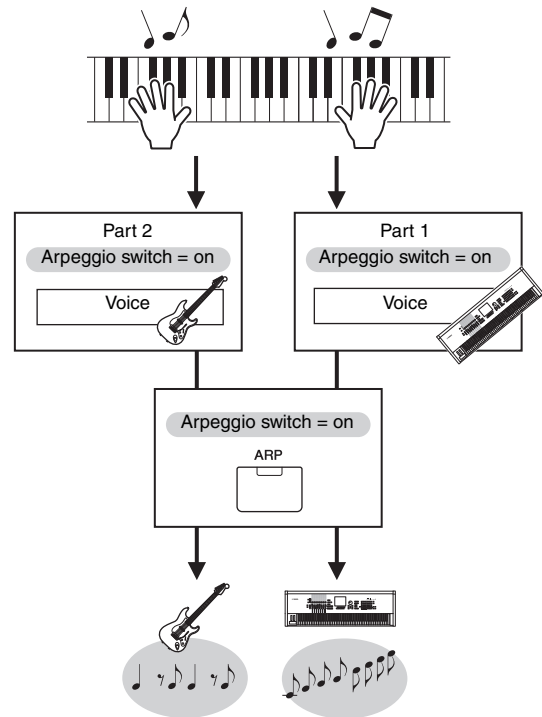 Part 2
Arpeggio switch = on
Voice
Part 1
Arpeggio switch = on
Voice
Arpeggio switch = on
ARP